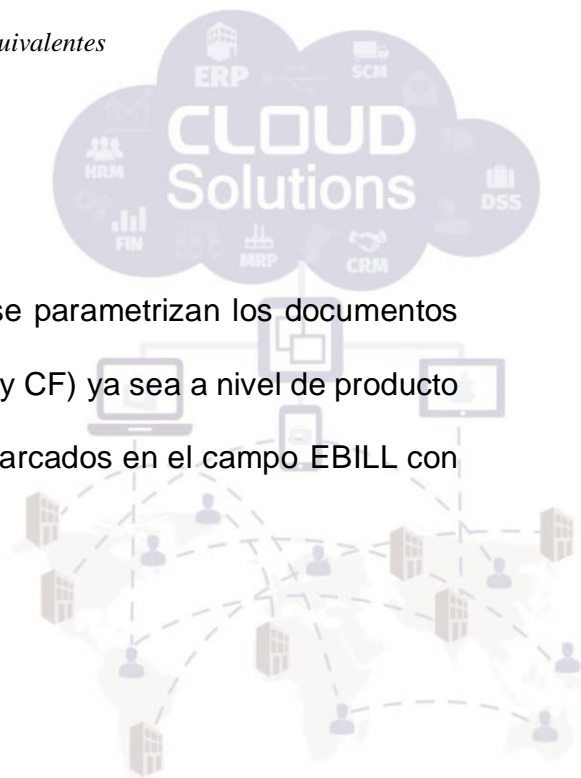 uivalentes
ERP
SCM
CLOUD
HRM
Solutions
DSS
FIN
MRP
CRM
se parametrizan los documentos
y CF) ya sea a nivel de producto
arcados en el campo EBILL con